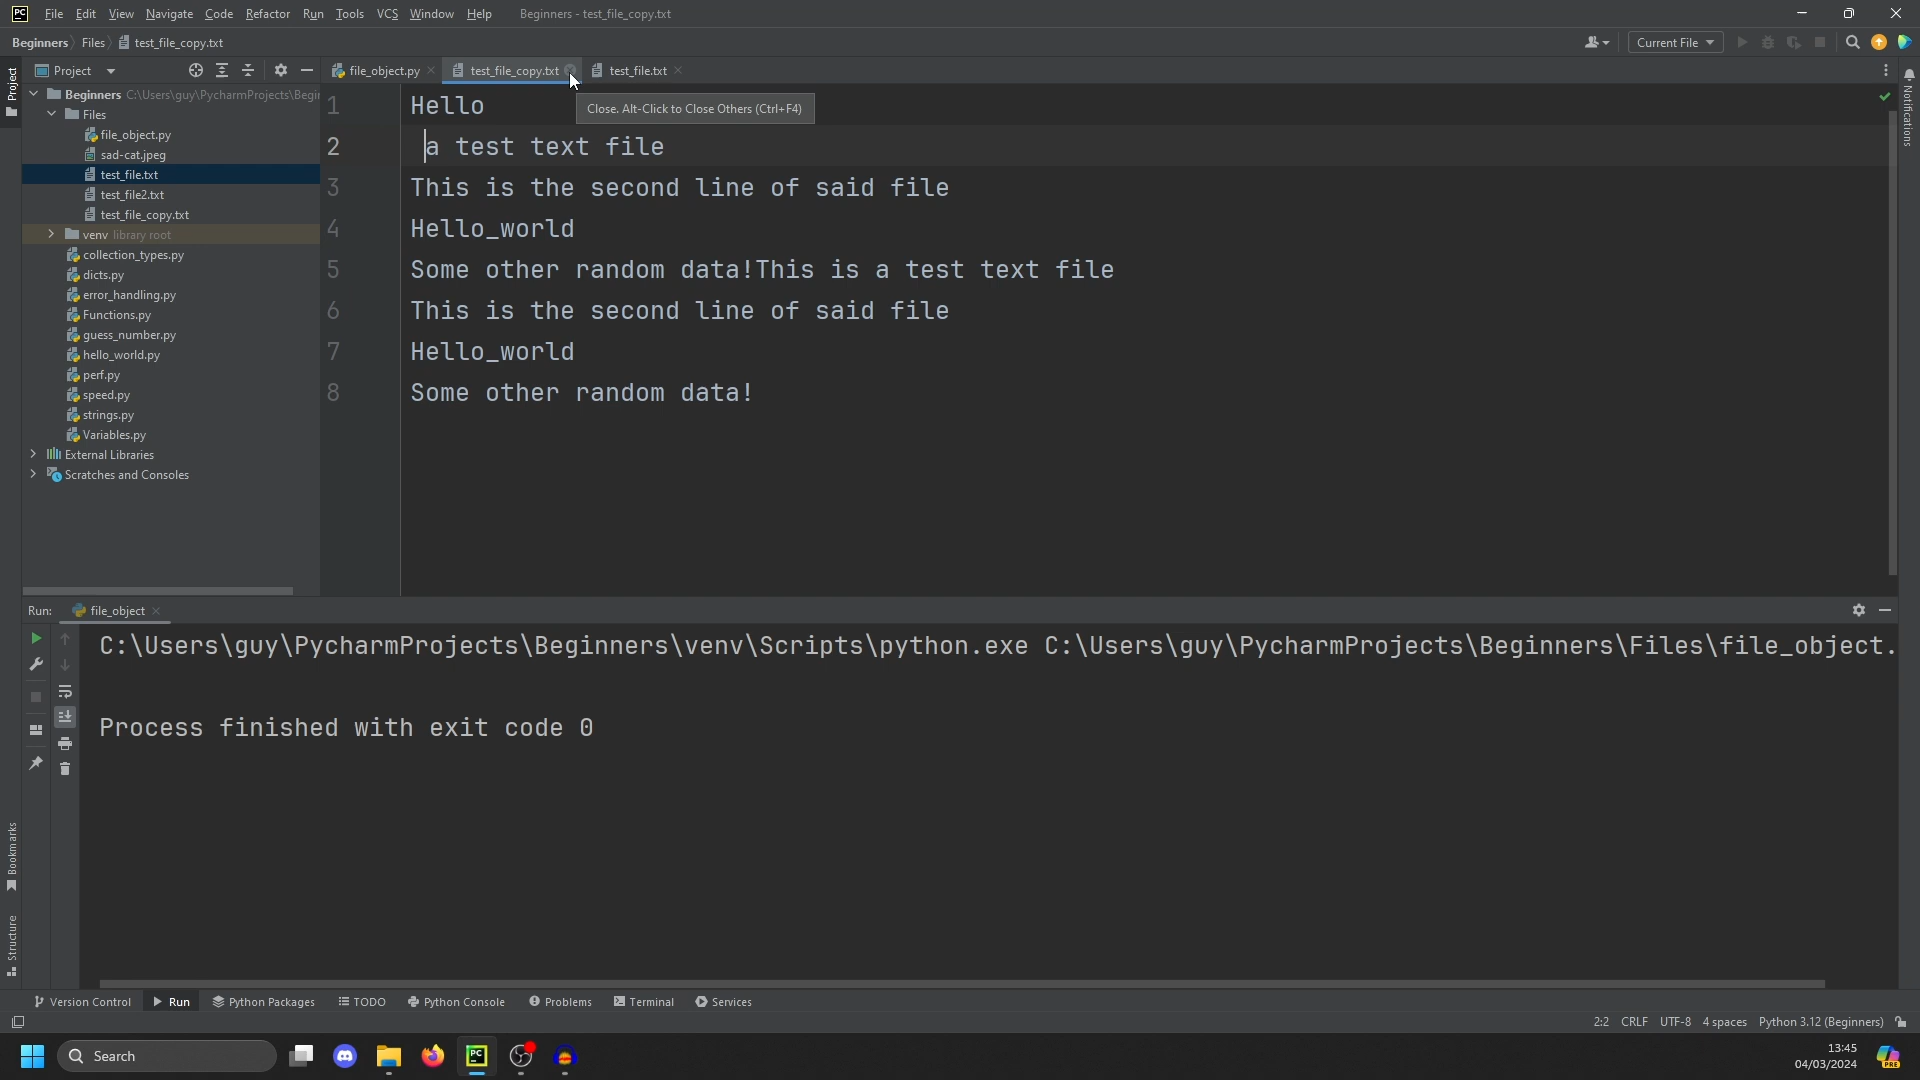 PC File Edit View Navigate Code Refactor Run Tools VCS Window Help Beginners - test_file_copy.txt
Beginners Files test_file_copy.txt Current File
Project
Project file_object.py test_file_copy.txt test_file.txt
Close. Alt-Click to Close Others (Ctrl+F4)
Notifications
Beginners C:\Users\guy\PycharmProjects\Begi
Files
file_object.py
sad-cat.jpeg
test_file.txt
test_file2.txt
test_file_copy.txt
venv library root
collection_types.py
dicts.py
error_handling.py
Functions.py
guess_number.py
hello_world.py
perf.py
speed.py
strings.py
Variables.py
External Libraries
Scratches and Consoles
1 Hello
2 a test text file
3 This is the second line of said file
4 Hello_world
5 Some other random data!This is a test text file
6 This is the second line of said file
7 Hello_world
8 Some other random data!
Run: file_object
C:\Users\guy\PycharmProjects\Beginners\venv\Scripts\python.exe C:\Users\guy\PycharmProjects\Beginners\Files\file_object.
Process finished with exit code 0
Bookmarks
Structure
Version Control Run Python Packages TODO Python Console Problems Terminal Services
2:2 CRLF UTF-8 4 spaces Python 3.12 (Beginners)
Search PC PRE
13:45
04/03/2024